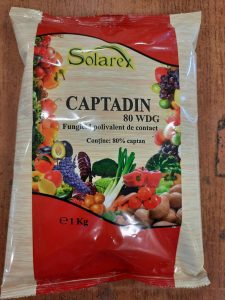 Solarex
CAPTADIN
80 WDG
Fungicid polivalent de contact
Conține: 80% captan
℮ 1 Kg